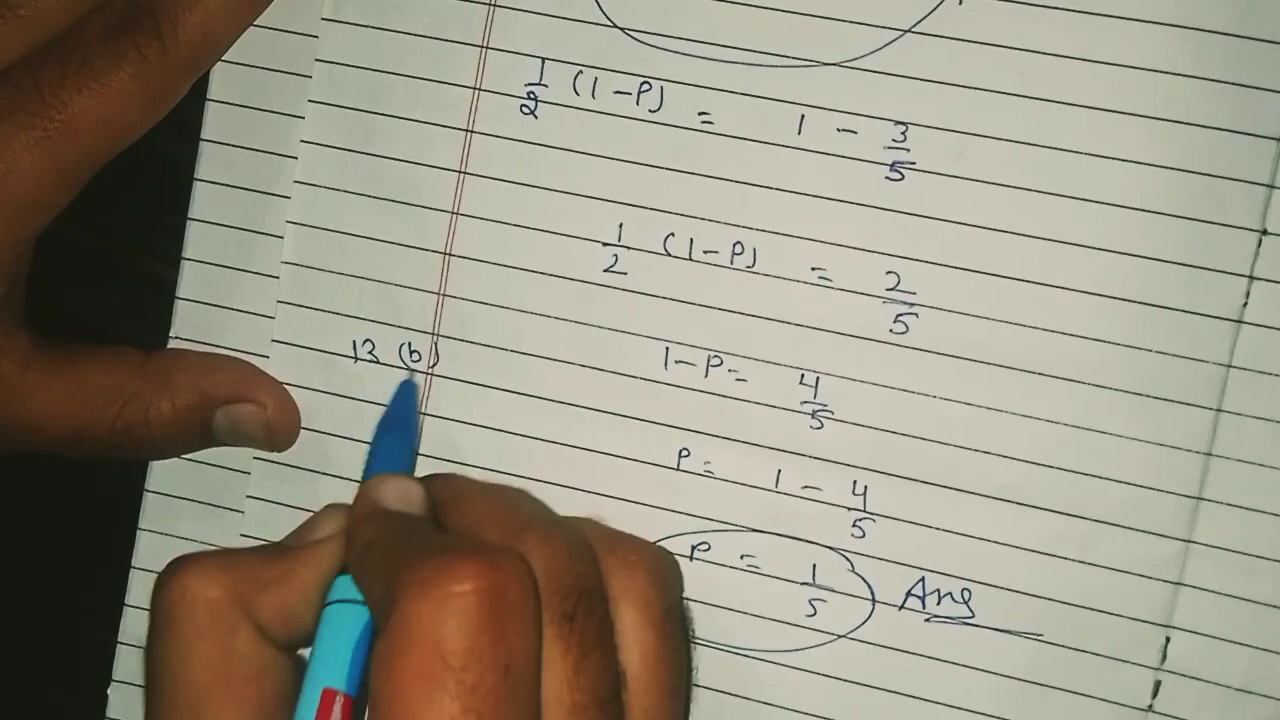 1/2 (1-P) = 1 - 3/5
1/2 (1-P) = 2/5
1-P = 4/5
13 (b)
P = 1 - 4/5
P = 1/5 Ans